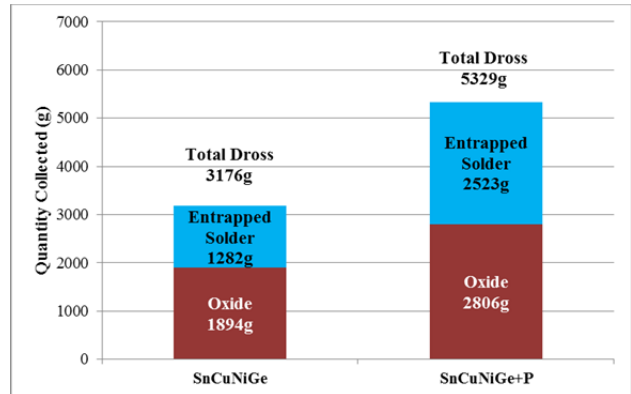 7000
6000
5000
4000
3000
2000
1000
0
Quantity Collected (g)
Total Dross
3176g
Entrapped
Solder
1282g
Oxide
1894g
Total Dross
5329g
Entrapped
Solder
2523g
Oxide
2806g
SnCuNiGe
SnCuNiGe+P